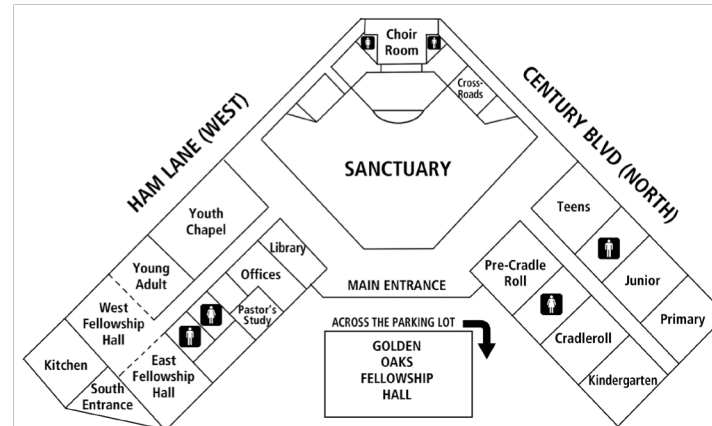 Choir
Room
Cross-
Roads
HAM LANE (WEST)
CENTURY BLVD (NORTH)
SANCTUARY
Youth
Chapel
Teens
Library
Offices
Young
Adult
Pre-Cradle
Roll
Junior
MAIN ENTRANCE
West
Fellowship
Hall
Pastor's
Study
Primary
ACROSS THE PARKING LOT
Cradleroll
GOLDEN
OAKS
FELLOWSHIP
HALL
Kitchen
East
Fellowship
Hall
South
Entrance
Kindergarten